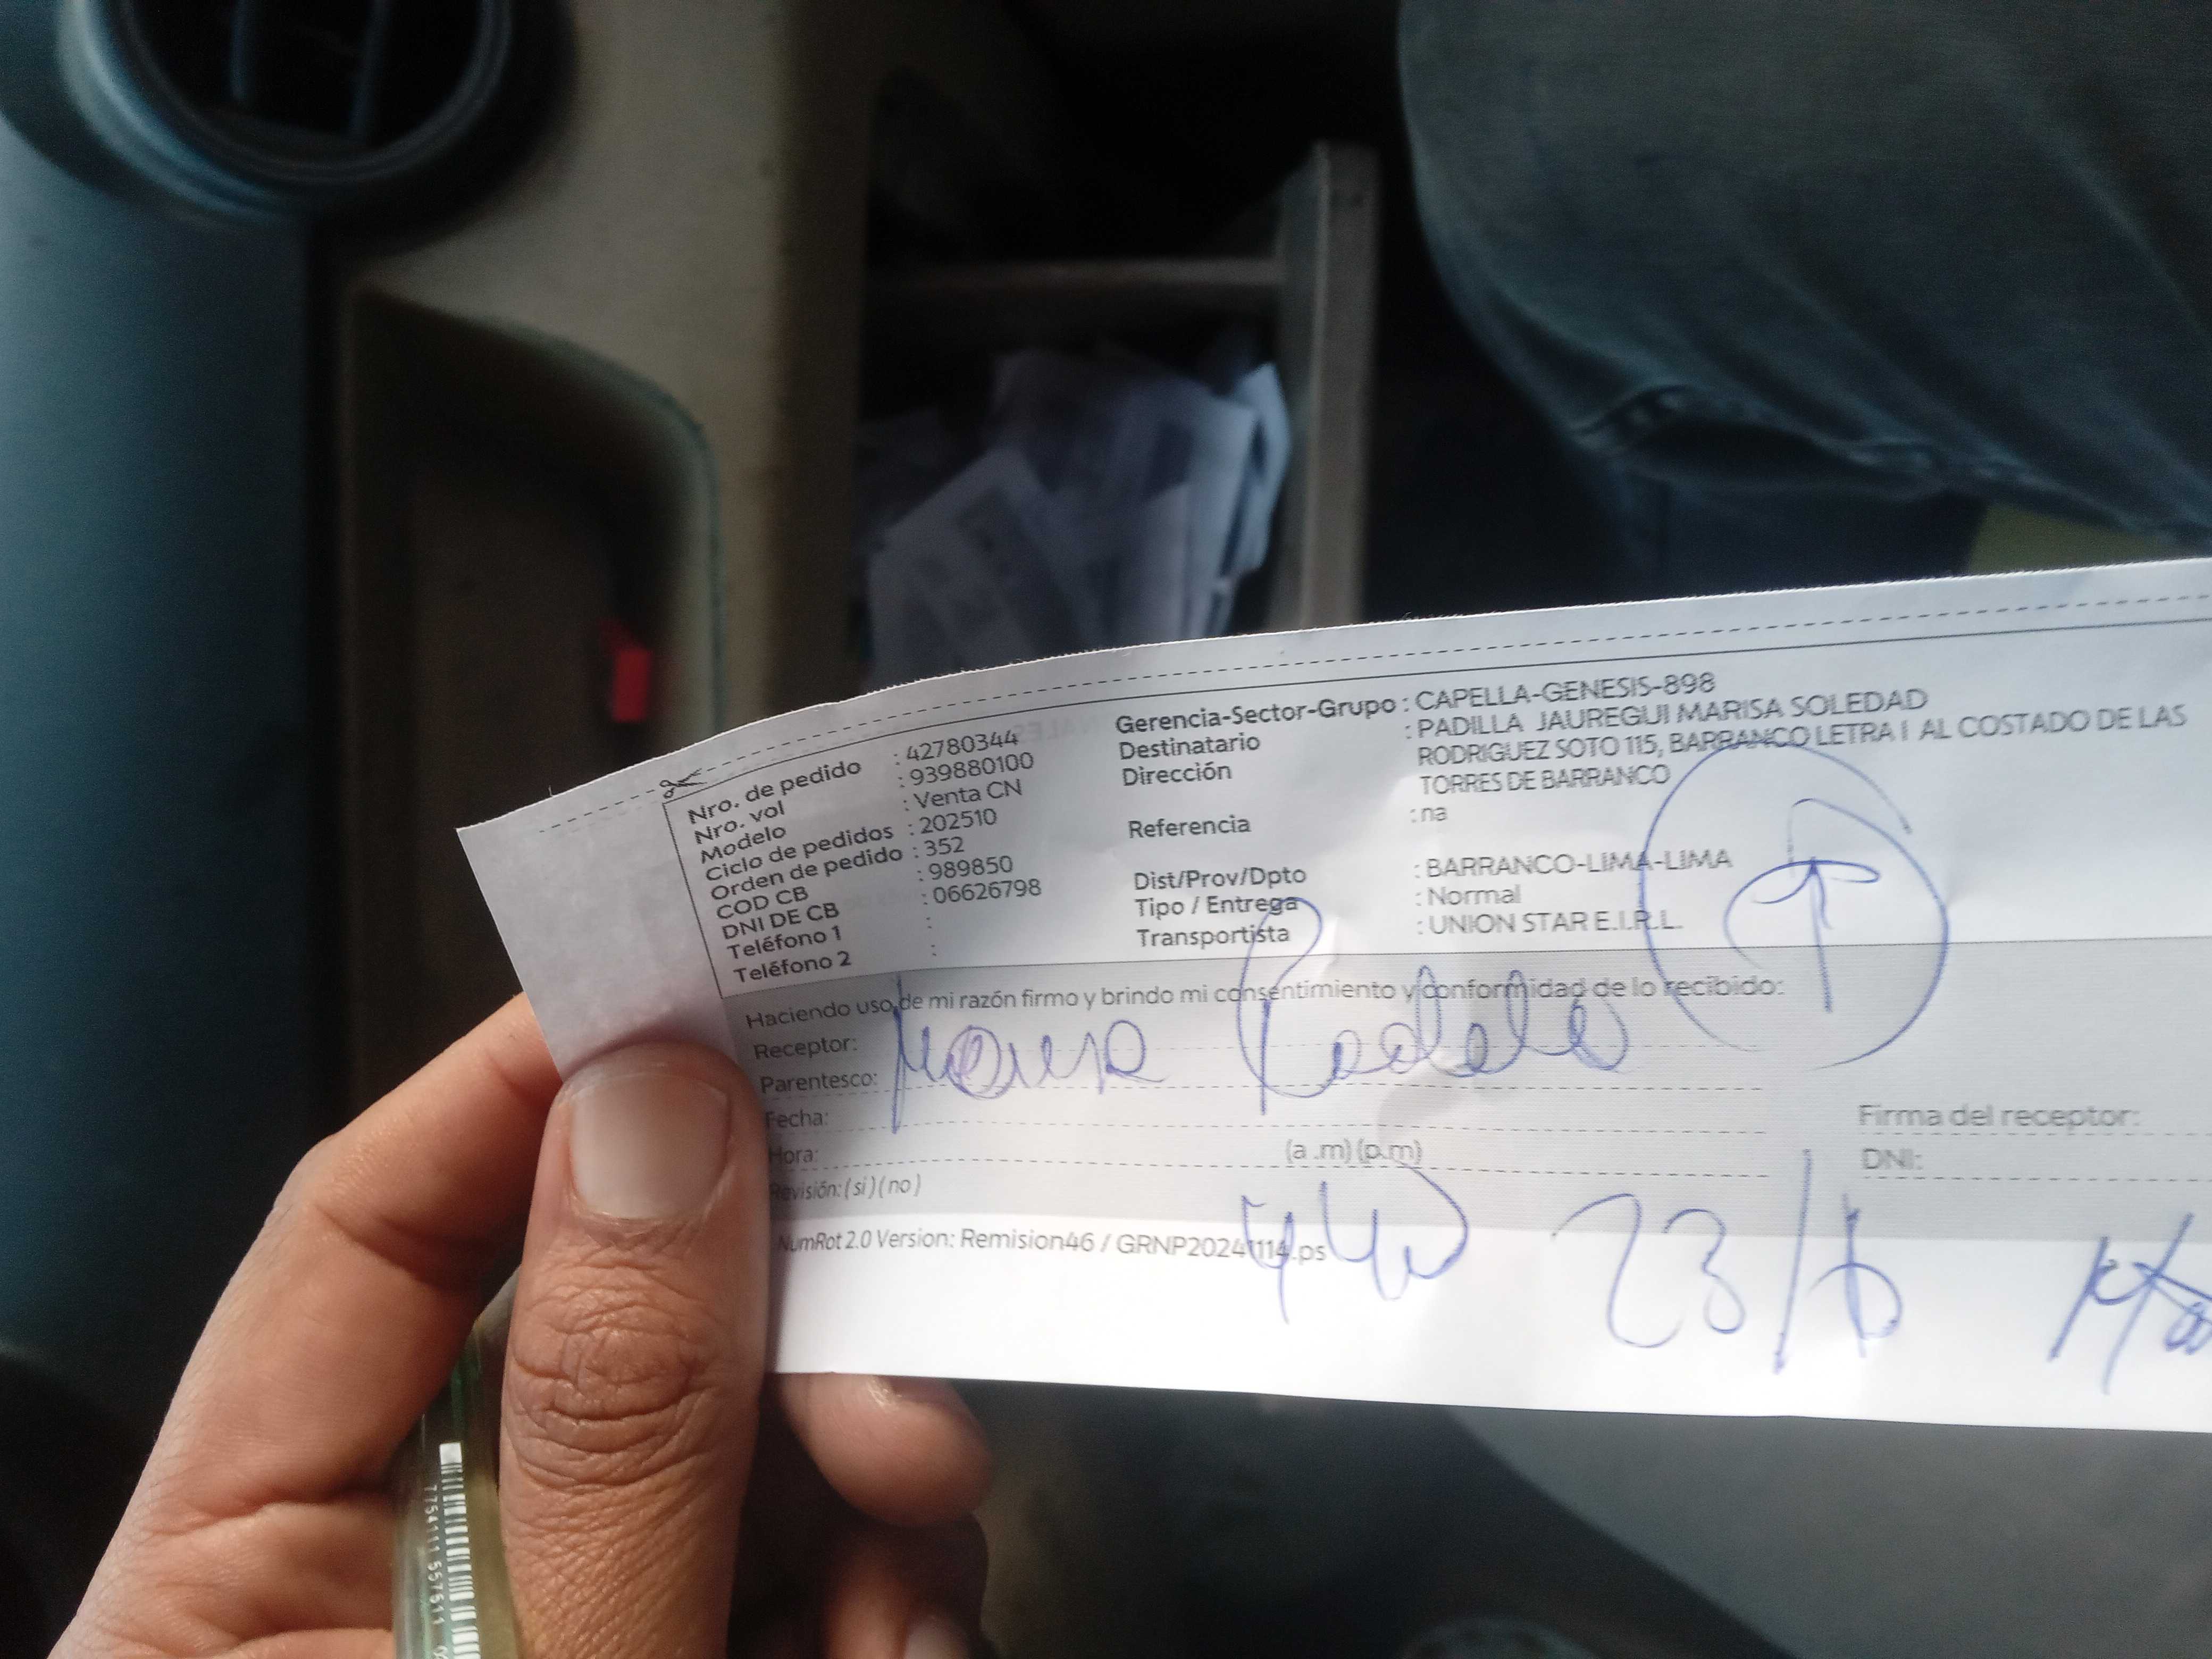 Nro. de pedido : 42780344
Nro. vol : 939880100
Modelo : Venta CN
Ciclo de pedidos : 202510
Orden de pedido : 352
COD CB : 989850
DNI DE CB : 06626798
Teléfono 1 :
Teléfono 2 :
Gerencia-Sector-Grupo : CAPELLA-GENESIS-898
Destinatario : PADILLA JAUREGUI MARISA SOLEDAD
Dirección RODRIGUEZ SOTO 115, BARRANCO LETRA I AL COSTADO DE LAS
TORRES DE BARRANCO
Referencia : na
Dist/Prov/Dpto : BARRANCO-LIMA-LIMA
Tipo / Entrega : Normal
Transportista : UNION STAR E.I.R.L.
Haciendo uso de mi razón firmo y brindo mi consentimiento y conformidad de lo recibido:
Receptor:
Parentesco:
Fecha:
Hora: (a .m) (p.m)
Revisión: ( si ) ( no )
Firma del receptor:
DNI:
NumRot 2.0 Version: Remision46 / GRNP20241114.ps
23/6
7754111 557511